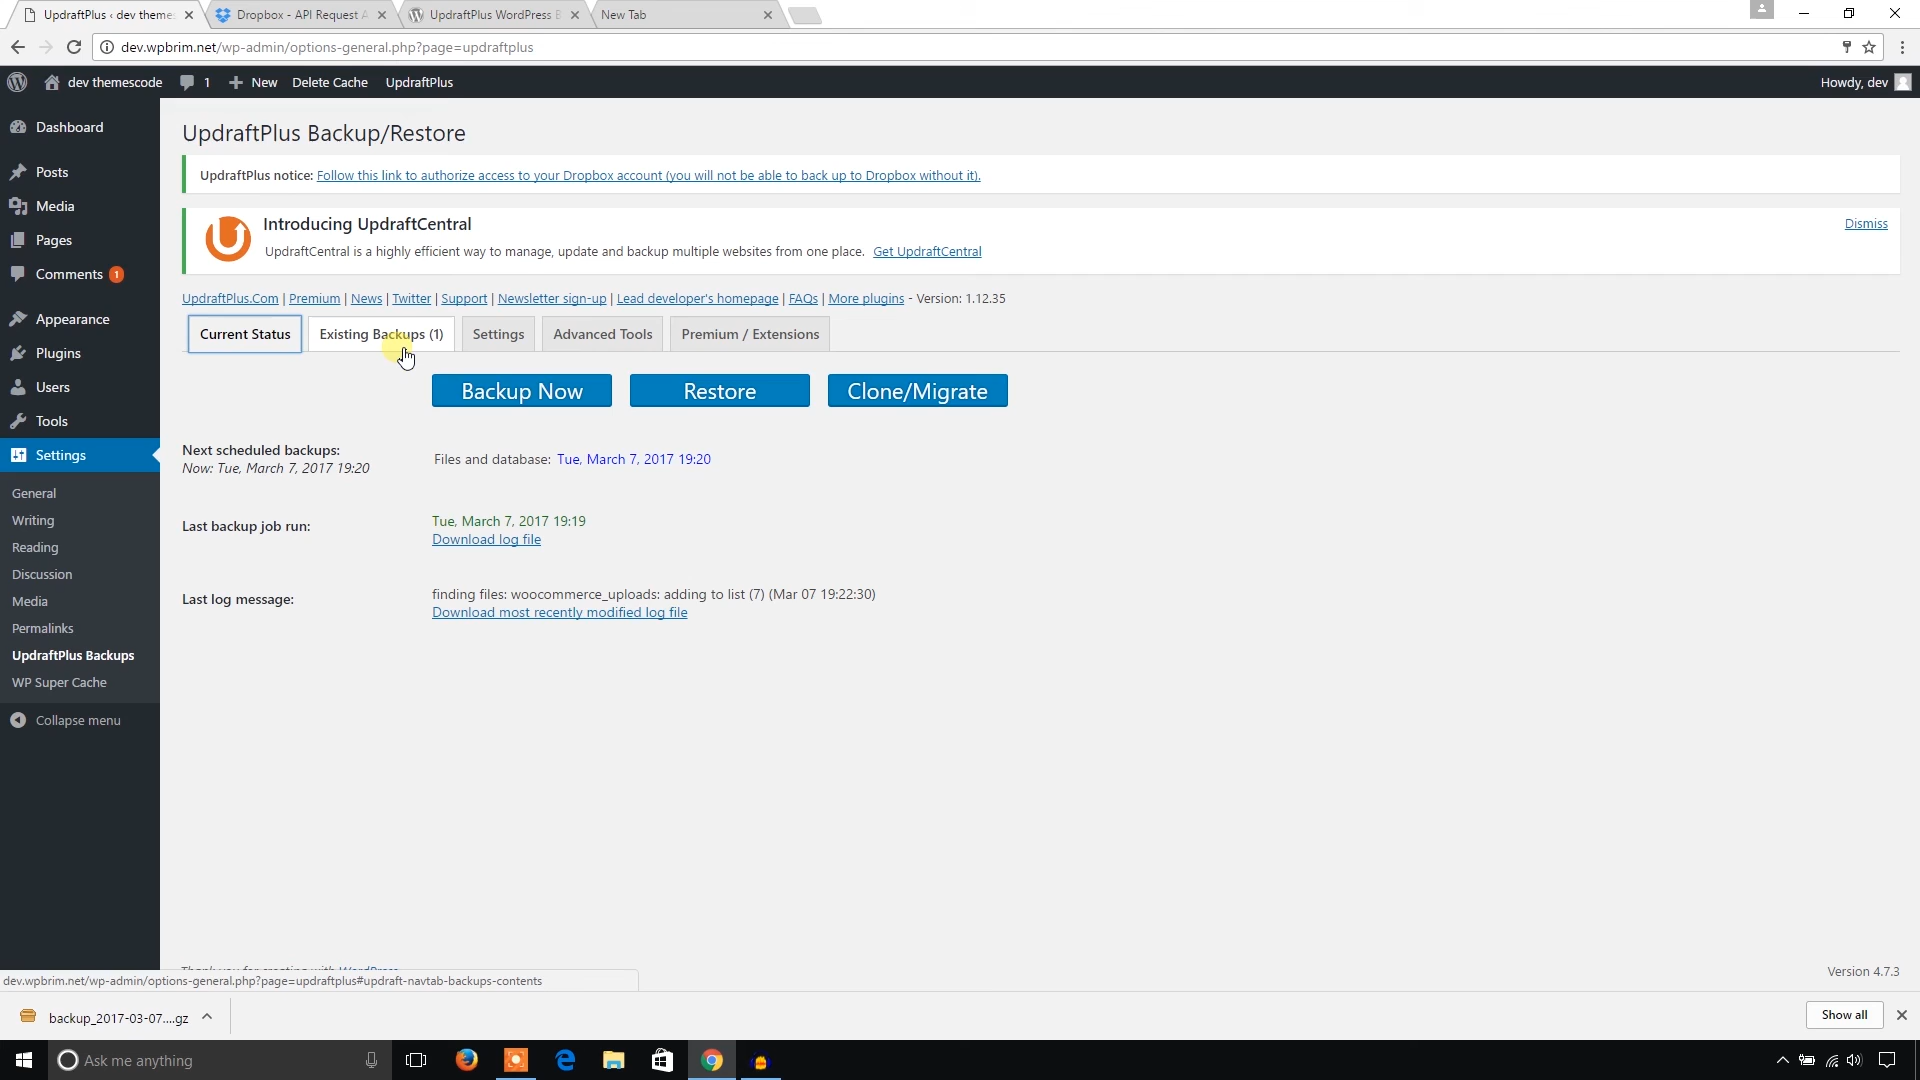 UpdraftPlus ‹ dev themes
Dropbox - API Request A
UpdraftPlus WordPress B
New Tab
dev.wpbrim.net/wp-admin/options-general.php?page=updraftplus
dev themescode
1
New
Delete Cache
UpdraftPlus
Howdy, dev
Dashboard
Posts
Media
Pages
Comments 1
Appearance
Plugins
Users
Tools
Settings
General
Writing
Reading
Discussion
Media
Permalinks
UpdraftPlus Backups
WP Super Cache
Collapse menu
UpdraftPlus Backup/Restore
UpdraftPlus notice: Follow this link to authorize access to your Dropbox account (you will not be able to back up to Dropbox without it).
Introducing UpdraftCentral
Dismiss
UpdraftCentral is a highly efficient way to manage, update and backup multiple websites from one place. Get UpdraftCentral
UpdraftPlus.Com | Premium | News | Twitter | Support | Newsletter sign-up | Lead developer's homepage | FAQs | More plugins - Version: 1.12.35
Current Status
Existing Backups (1)
Settings
Advanced Tools
Premium / Extensions
Backup Now
Restore
Clone/Migrate
Next scheduled backups:
Now: Tue, March 7, 2017 19:20
Files and database: Tue, March 7, 2017 19:20
Last backup job run:
Tue, March 7, 2017 19:19
Download log file
Last log message:
finding files: woocommerce_uploads: adding to list (7) (Mar 07 19:22:30)
Download most recently modified log file
Thank you for creating with WordPress
Version 4.7.3
dev.wpbrim.net/wp-admin/options-general.php?page=updraftplus#updraft-navtab-backups-contents
backup_2017-03-07....gz
Show all
Ask me anything